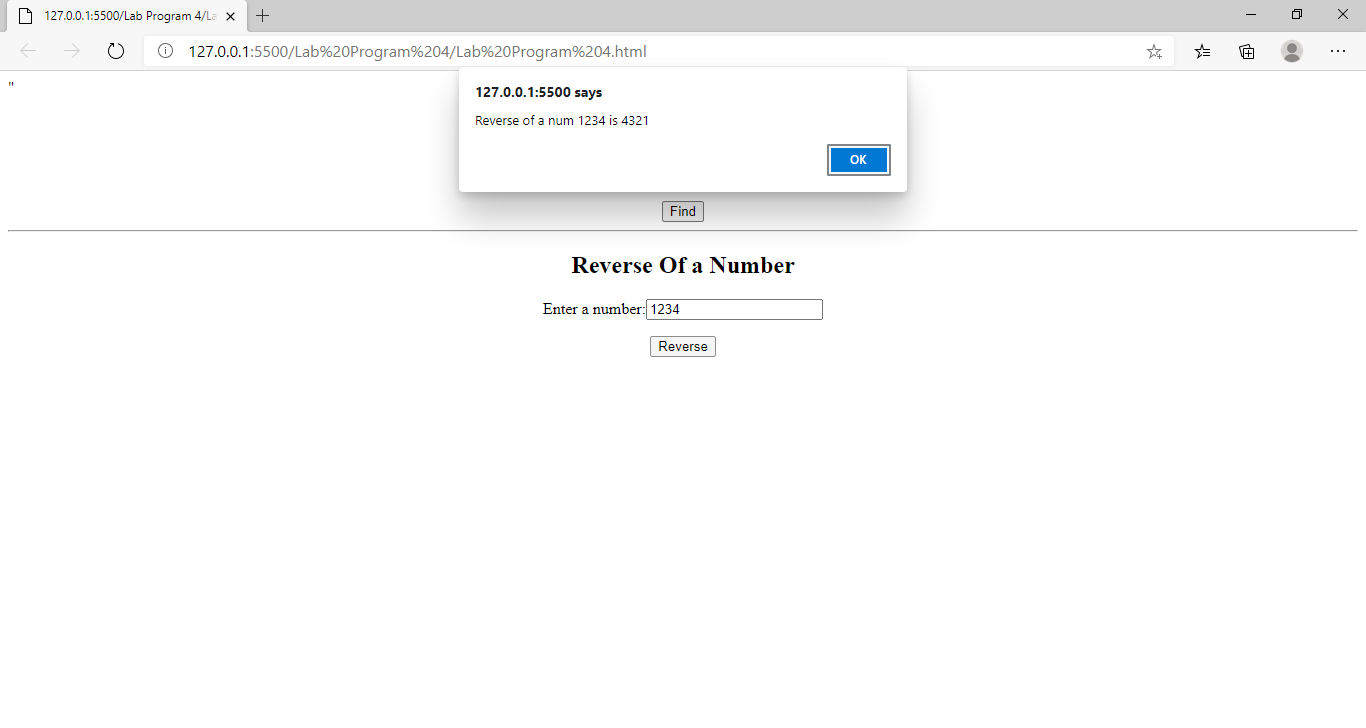 127.0.0.1:5500/Lab Program 4/La
127.0.0.1:5500/Lab%20Program%204/Lab%20Program%204.html
"
127.0.0.1:5500 says
Reverse of a num 1234 is 4321
OK
Find
Reverse Of a Number
Enter a number: 1234
Reverse